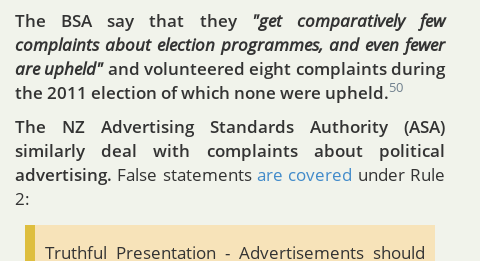 The BSA say that they "get comparatively few
complaints about election programmes, and even fewer
are upheld" and volunteered eight complaints during
the 2011 election of which none were upheld.50
The NZ Advertising Standards Authority (ASA)
similarly deal with complaints about political
advertising. False statements are covered under Rule
2:
Truthful Presentation - Advertisements should